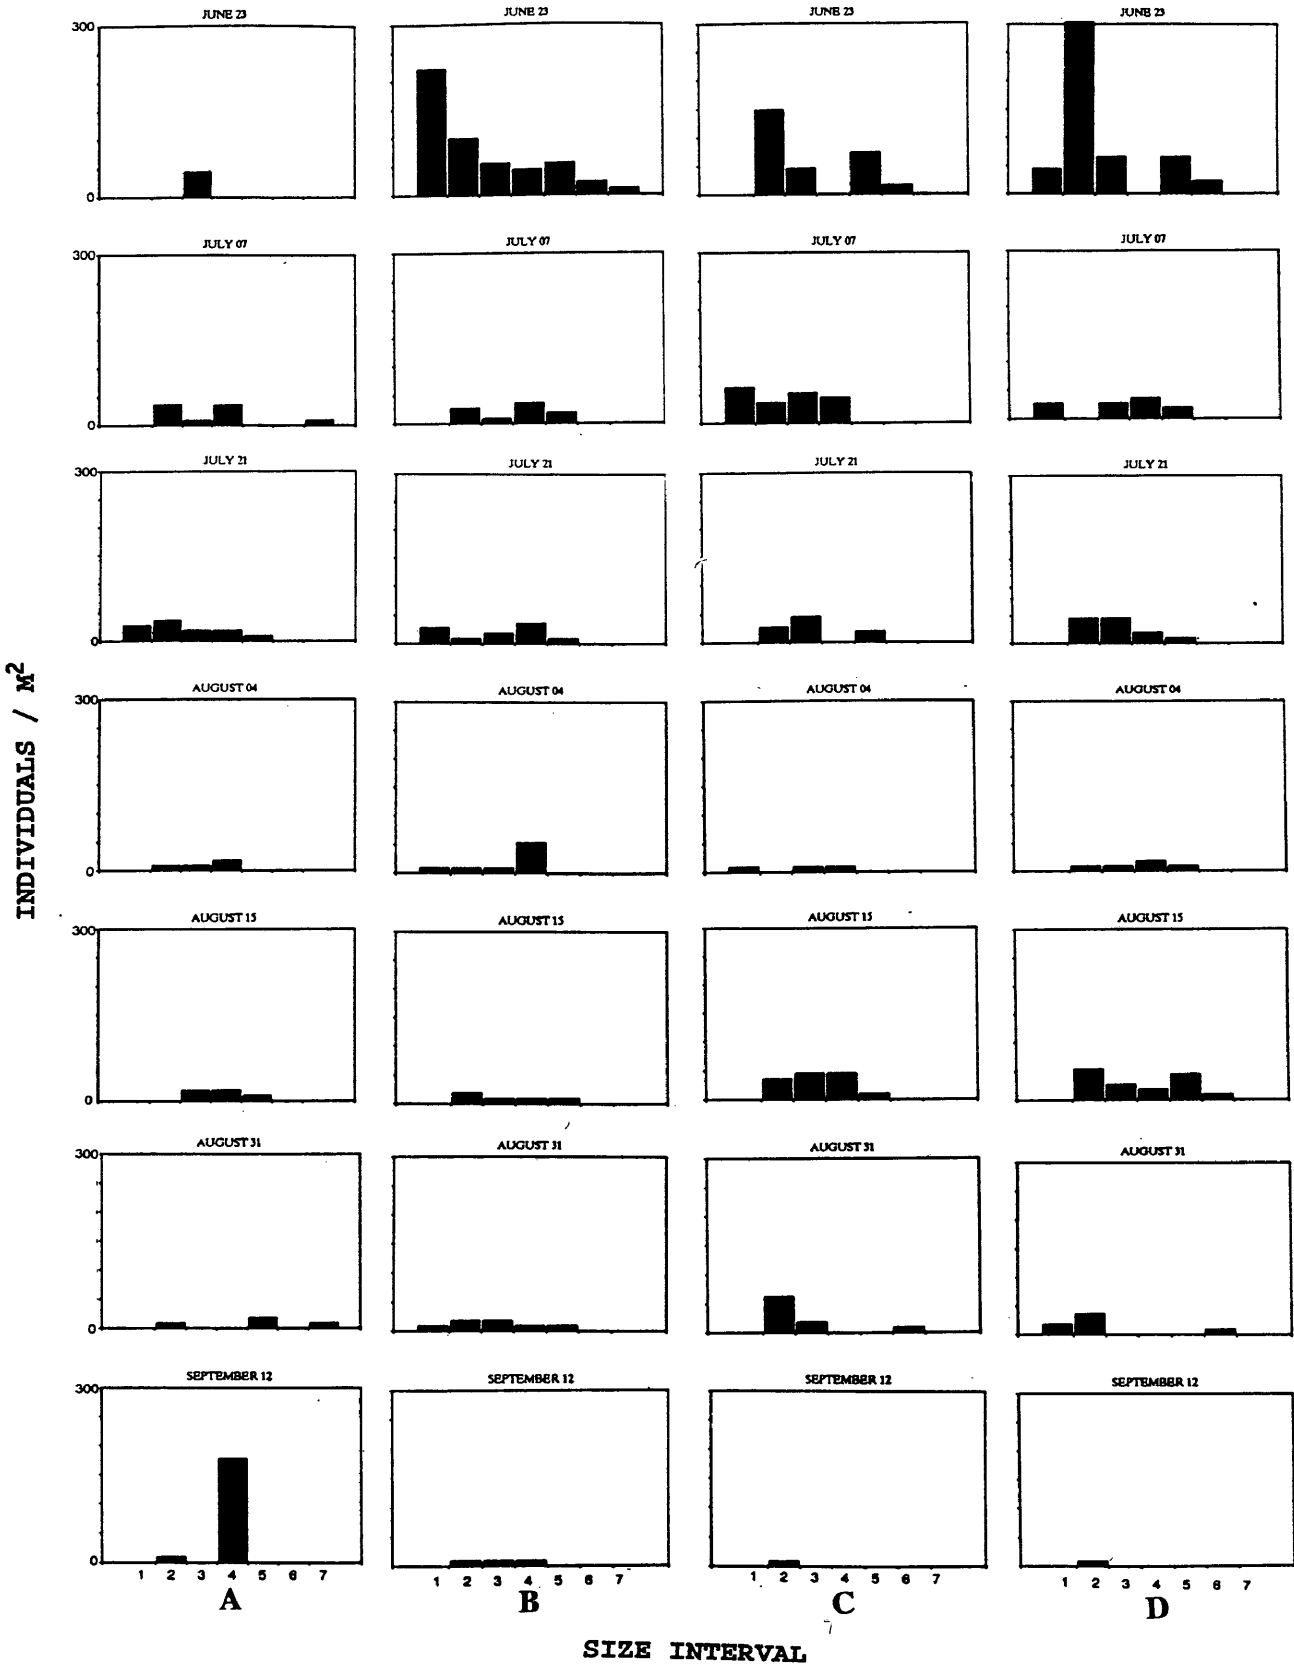 JUNE 23 JUNE 23 JUNE 23 JUNE 23
300
0
JULY 07 JULY 07 JULY 07 JULY 07
300
0
JULY 21 JULY 21 JULY 21 JULY 21
300
0
AUGUST 04 AUGUST 04 AUGUST 04 AUGUST 04
300
0
INDIVIDUALS / M²
AUGUST 15 AUGUST 15 AUGUST 15 AUGUST 15
300
0
AUGUST 31 AUGUST 31 AUGUST 31 AUGUST 31
300
0
SEPTEMBER 12 SEPTEMBER 12 SEPTEMBER 12 SEPTEMBER 12
300
0
1 2 3 4 5 6 7 1 2 3 4 5 6 7 1 2 3 4 5 6 7 1 2 3 4 5 6 7
A B C D
SIZE INTERVAL